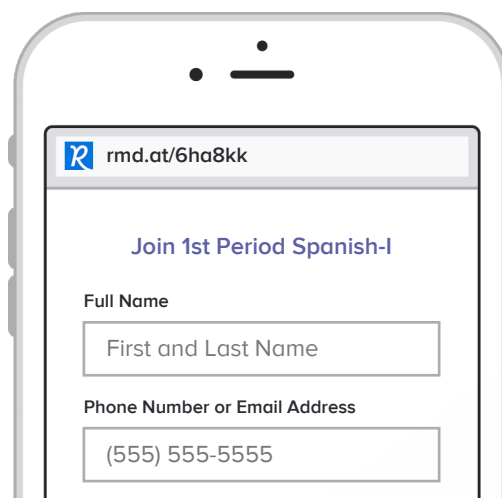 rmd.at/6ha8kk
Join 1st Period Spanish-I
Full Name
First and Last Name
Phone Number or Email Address
(555) 555-5555